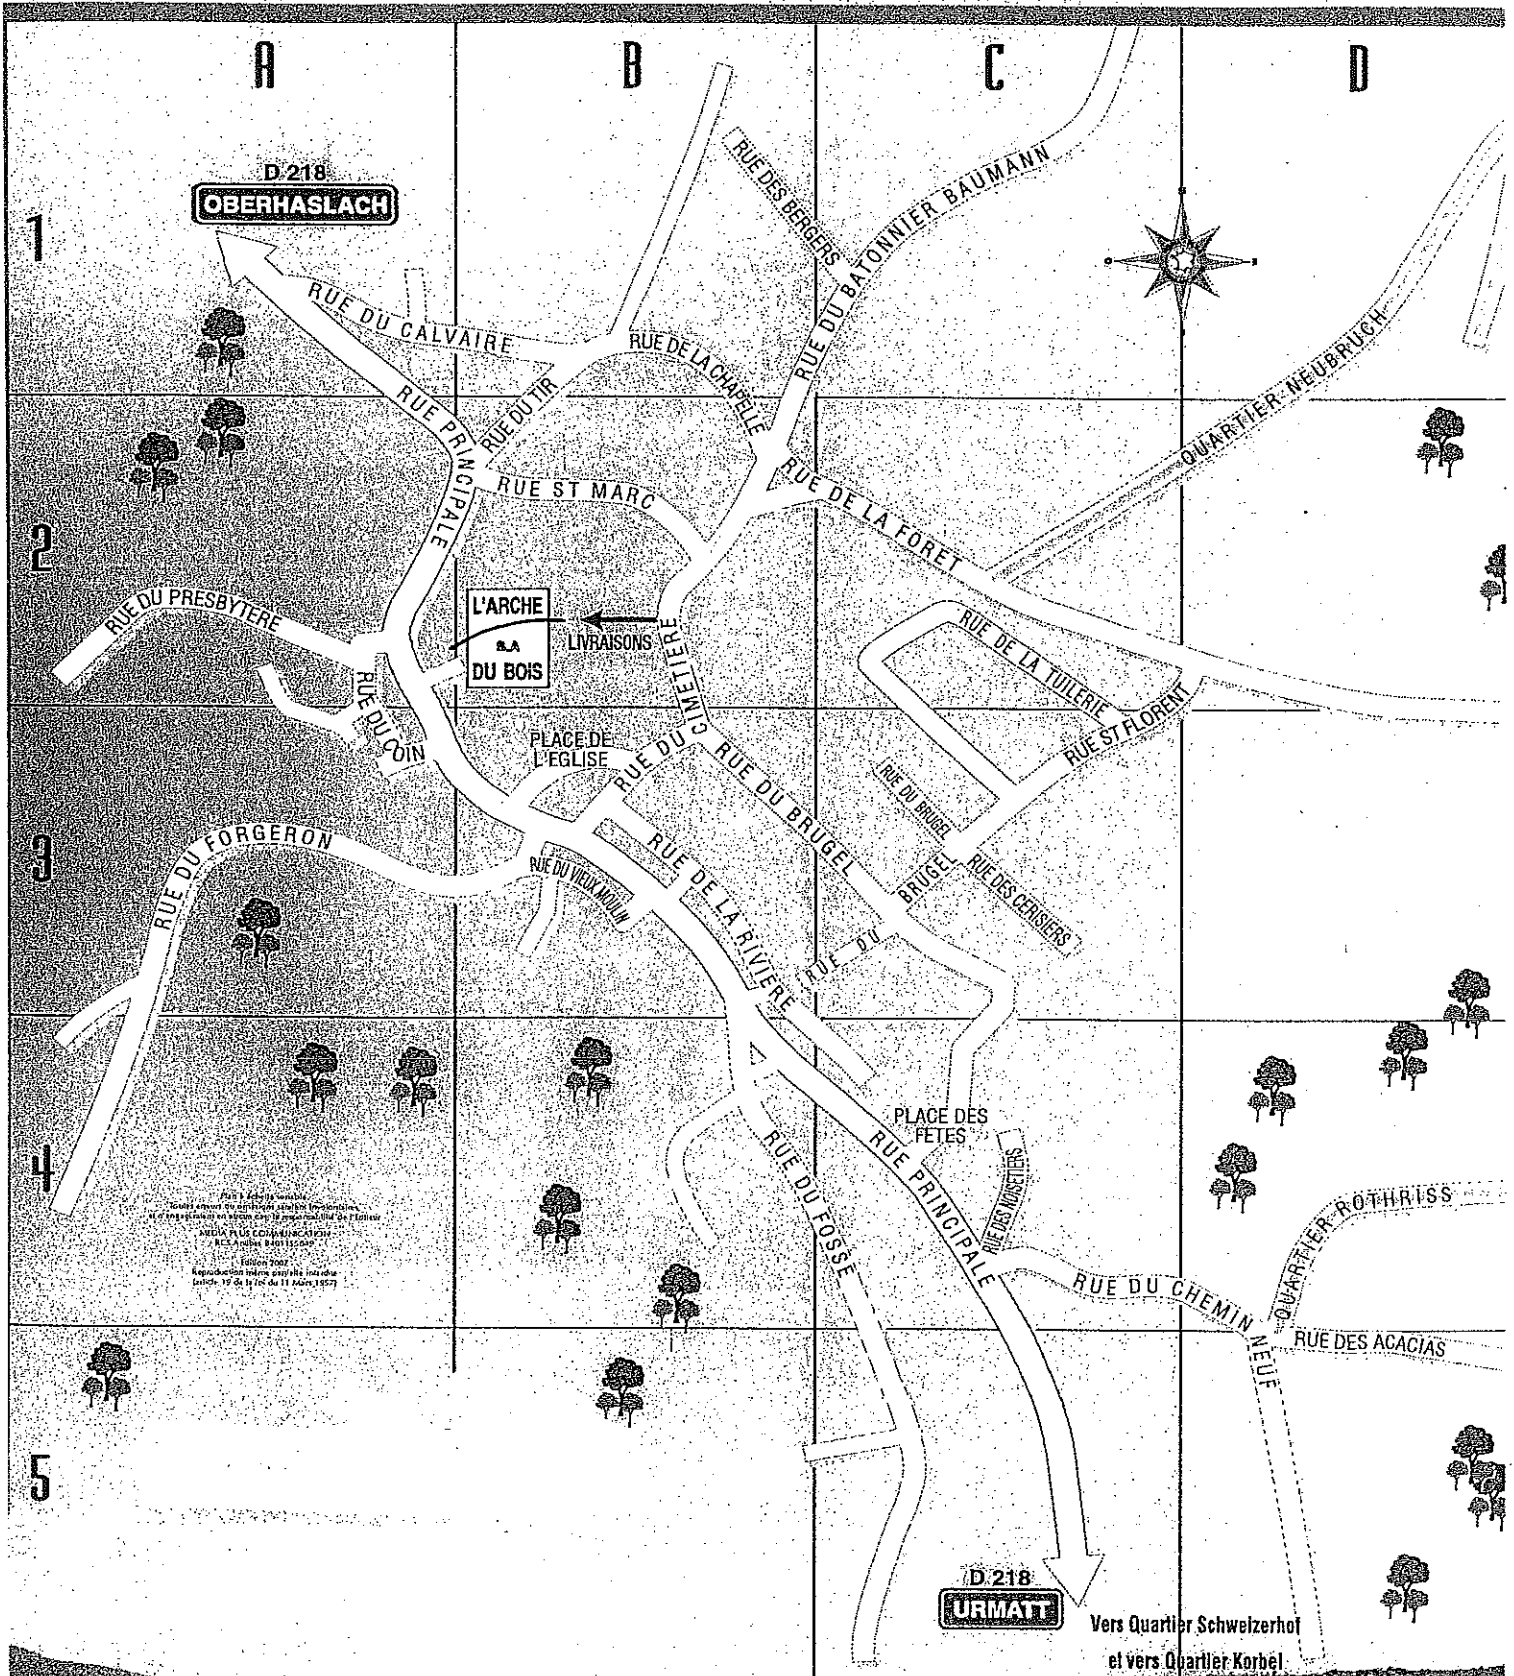 A
B
C
D
1
D 218
OBERHASLACH
RUE DES BERGERS
RUE DU BATONNIER BAUMANN
RUE DU CALVAIRE
RUE DE LA CHAPELLE
RUE DU TIR
RUE PRINCIPALE
QUARTIER NEUBRUCH
2
RUE ST MARC
RUE DE LA FORET
RUE DU PRESBYTERE
L'ARCHE
S.A
DU BOIS
LIVRAISONS
RUE DE LA TUILERIE
RUE ST FLORENT
RUE DU COIN
PLACE DE
L'EGLISE
RUE DU CIMETIERE
RUE DU BRUGEL
RUE DU BRUGEL
3
RUE DU FORGERON
RUE DU VIEUX MOULIN
RUE DE LA RIVIERE
RUE DU BRUGEL
RUE DES CERISIERS
4
PLACE DES
FETES
RUE DU FOSSE
RUE PRINCIPALE
RUE DES NOISETIERS
RUE DU CHEMIN NEUF
QUARTIER ROTHRISS
RUE DES ACACIAS
MEDIA PLUS COMMUNICATION
5
D 218
URMATT
Vers Quartier Schweizerhof
et vers Quartier Korbel